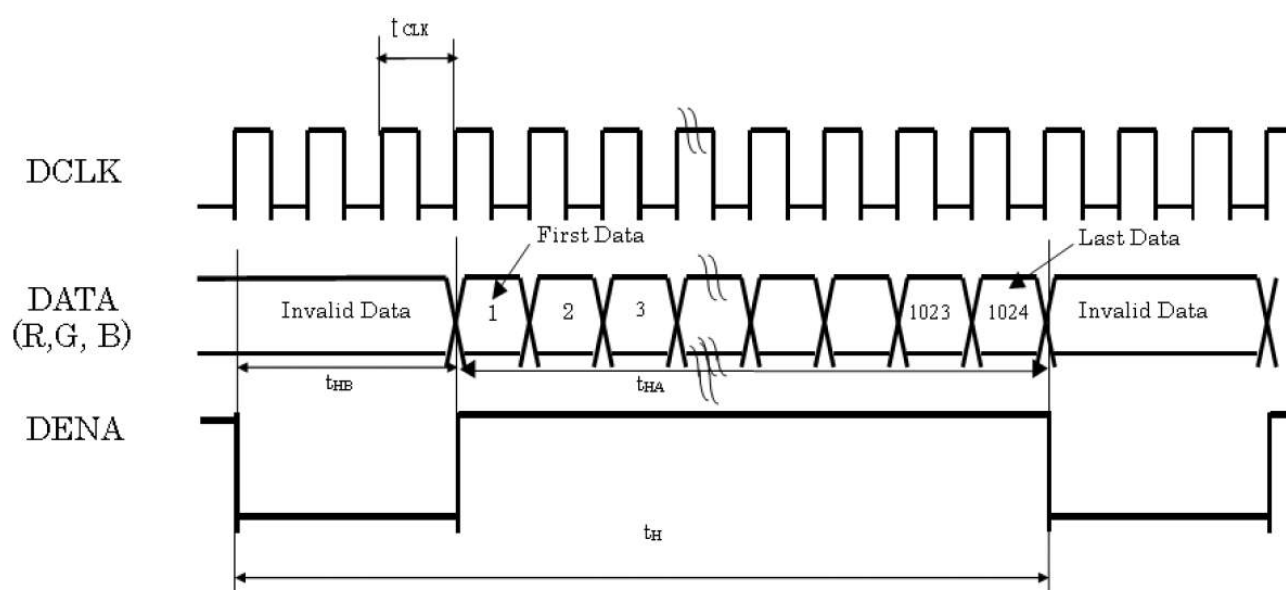 tCLK
DCLK
First Data
Last Data
DATA
(R,G, B)
Invalid Data
1
2
3
1023
1024
Invalid Data
tHB
tHA
DENA
tH